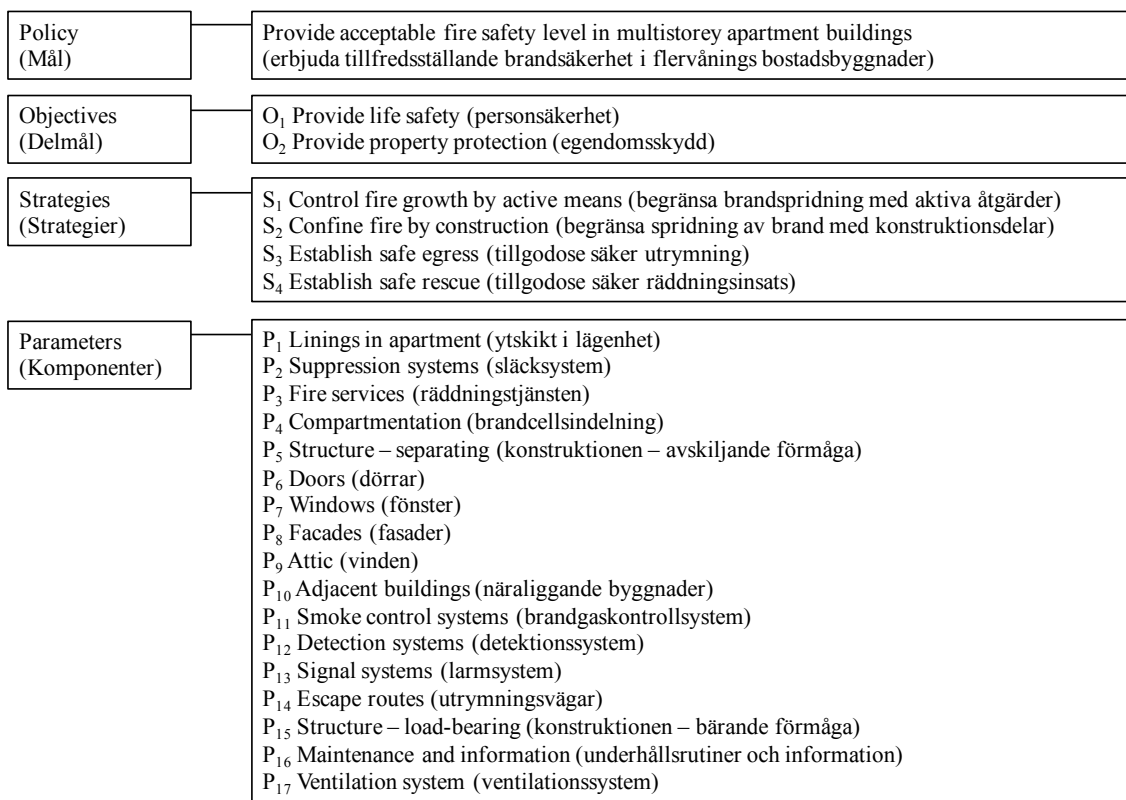 Policy
(Mål)
Provide acceptable fire safety level in multistorey apartment buildings
(erbjuda tillfredsställande brandsäkerhet i flervånings bostadsbyggnader)
Objectives
(Delmål)
O₁ Provide life safety (personsäkerhet)
O₂ Provide property protection (egendomsskydd)
Strategies
(Strategier)
S₁ Control fire growth by active means (begränsa brandspridning med aktiva åtgärder)
S₂ Confine fire by construction (begränsa spridning av brand med konstruktionsdelar)
S₃ Establish safe egress (tillgodose säker utrymning)
S₄ Establish safe rescue (tillgodose säker räddningsinsats)
Parameters
(Komponenter)
P₁ Linings in apartment (ytskikt i lägenhet)
P₂ Suppression systems (släcksystem)
P₃ Fire services (räddningstjänsten)
P₄ Compartmentation (brandcellsindelning)
P₅ Structure – separating (konstruktionen – avskiljande förmåga)
P₆ Doors (dörrar)
P₇ Windows (fönster)
P₈ Facades (fasader)
P₉ Attic (vinden)
P₁₀ Adjacent buildings (näraliggande byggnader)
P₁₁ Smoke control systems (brandgaskontrollsystem)
P₁₂ Detection systems (detektionssystem)
P₁₃ Signal systems (larmsystem)
P₁₄ Escape routes (utrymningsvägar)
P₁₅ Structure – load-bearing (konstruktionen – bärande förmåga)
P₁₆ Maintenance and information (underhållsrutiner och information)
P₁₇ Ventilation system (ventilationssystem)